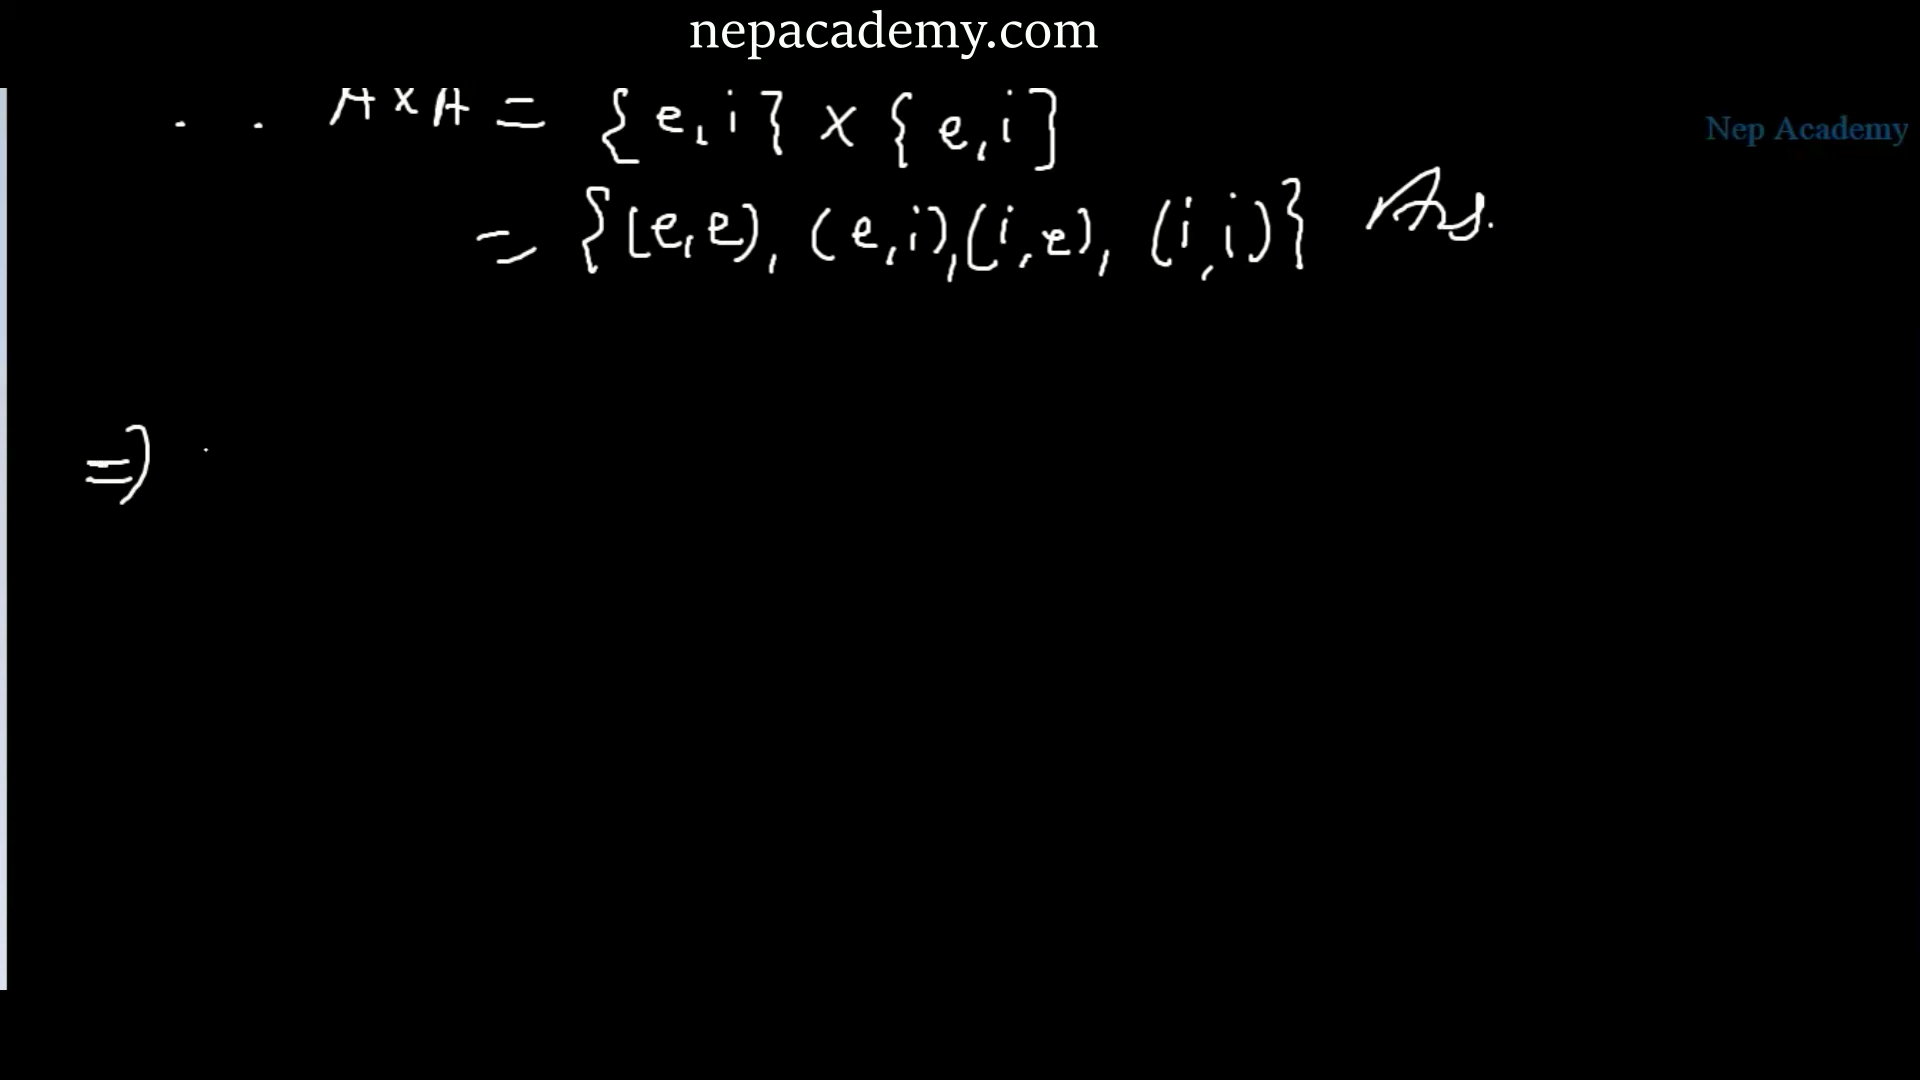 nepacademy.com
. . A × A = {e, i} × {e, i}
Nep Academy
= {(e, e), (e, i), (i, e), (i, i)} Ans.
⇒